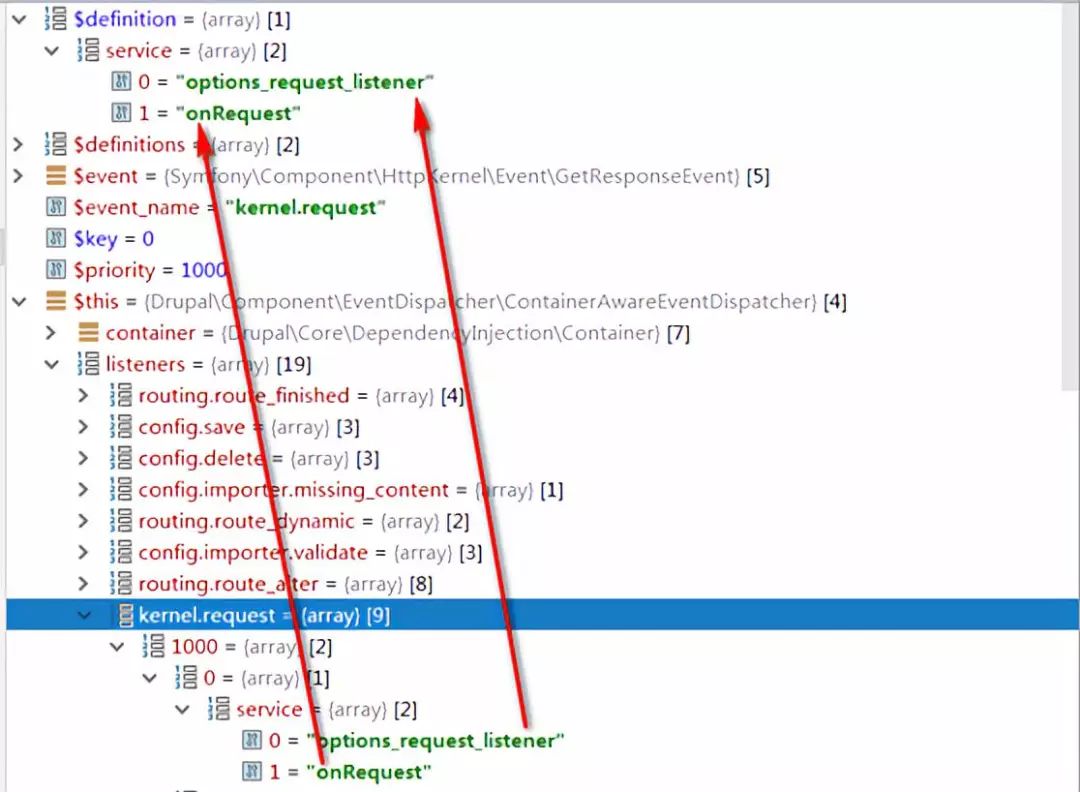 $definition = {array} [1]
service = {array} [2]
0 = "options_request_listener"
1 = "onRequest"
$definitions = {array} [2]
$event = {Symfony\Component\HttpKernel\Event\GetResponseEvent} [5]
$event_name = "kernel.request"
$key = 0
$priority = 1000
$this = {Drupal\Component\EventDispatcher\ContainerAwareEventDispatcher} [4]
container = {Drupal\Core\DependencyInjection\Container} [7]
listeners = {array} [19]
routing.route_finished = {array} [4]
config.save = {array} [3]
config.delete = {array} [3]
config.importer.missing_content = {array} [1]
routing.route_dynamic = {array} [2]
config.importer.validate = {array} [3]
routing.route_alter = {array} [8]
kernel.request = {array} [9]
1000 = {array} [2]
0 = {array} [1]
service = {array} [2]
0 = "options_request_listener"
1 = "onRequest"